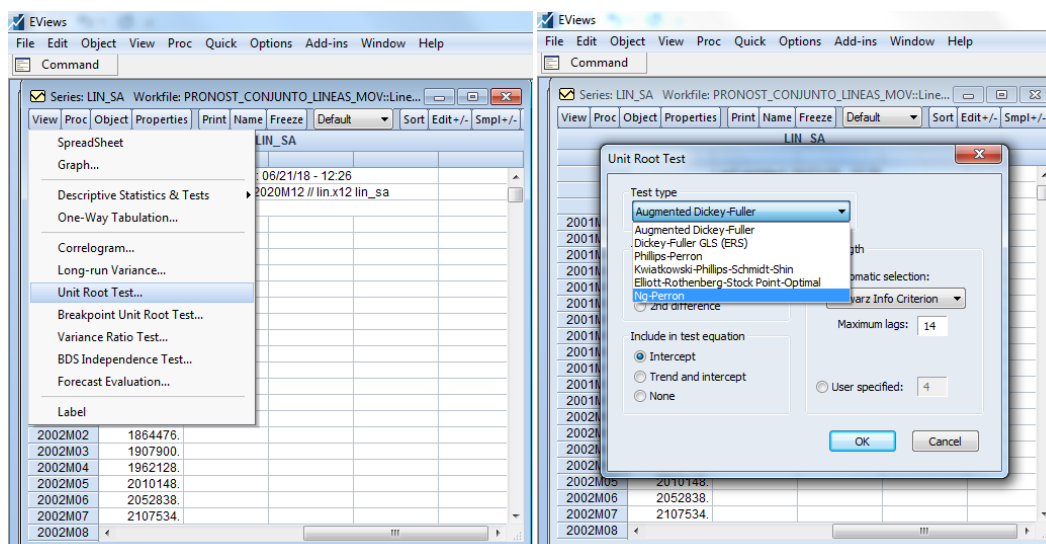 EViews
File Edit Object View Proc Quick Options Add-ins Window Help
Command
Series: LIN_SA Workfile: PRONOST_CONJUNTO_LINEAS_MOV::Line...
View Proc Object Properties Print Name Freeze Default Sort Edit+/- Smpl+/-
LIN_SA
: 06/21/18 - 12:26
2020M12 // lin.x12 lin_sa
SpreadSheet
Graph...
Descriptive Statistics & Tests
One-Way Tabulation...
Correlogram...
Long-run Variance...
Unit Root Test...
Breakpoint Unit Root Test...
Variance Ratio Test...
BDS Independence Test...
Forecast Evaluation...
Label
2002M02 1864476.
2002M03 1907900.
2002M04 1962128.
2002M05 2010148.
2002M06 2052838.
2002M07 2107534.
2002M08
EViews
File Edit Object View Proc Quick Options Add-ins Window Help
Command
Series: LIN_SA Workfile: PRONOST_CONJUNTO_LINEAS_MOV::Line...
View Proc Object Properties Print Name Freeze Default Sort Edit+/- Smpl+/-
LIN_SA
Unit Root Test
Test type
Augmented Dickey-Fuller
Augmented Dickey-Fuller
Dickey-Fuller GLS (ERS)
Phillips-Perron
Kwiatkowski-Phillips-Schmidt-Shin
Elliott-Rothenberg-Stock Point-Optimal
Ng-Perron
2nd difference
gth
omatic selection:
warz Info Criterion
Maximum lags: 14
User specified: 4
Include in test equation
Intercept
Trend and intercept
None
OK Cancel
2002M05 2010148.
2002M06 2052838.
2002M07 2107534.
2002M08